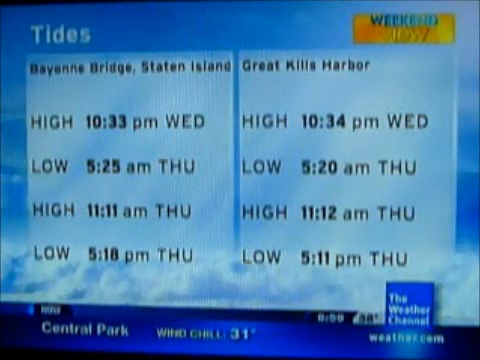 Tides
WEEKEND
NOW
Bayonne Bridge, Staten Island
HIGH 10:33 pm WED
LOW 5:25 am THU
HIGH 11:11 am THU
LOW 5:18 pm THU
Great Kills Harbor
HIGH 10:34 pm WED
LOW 5:20 am THU
HIGH 11:12 am THU
LOW 5:11 pm THU
NOW
Central Park
WIND CHILL: 31°
The
Weather
Channel
weather.com